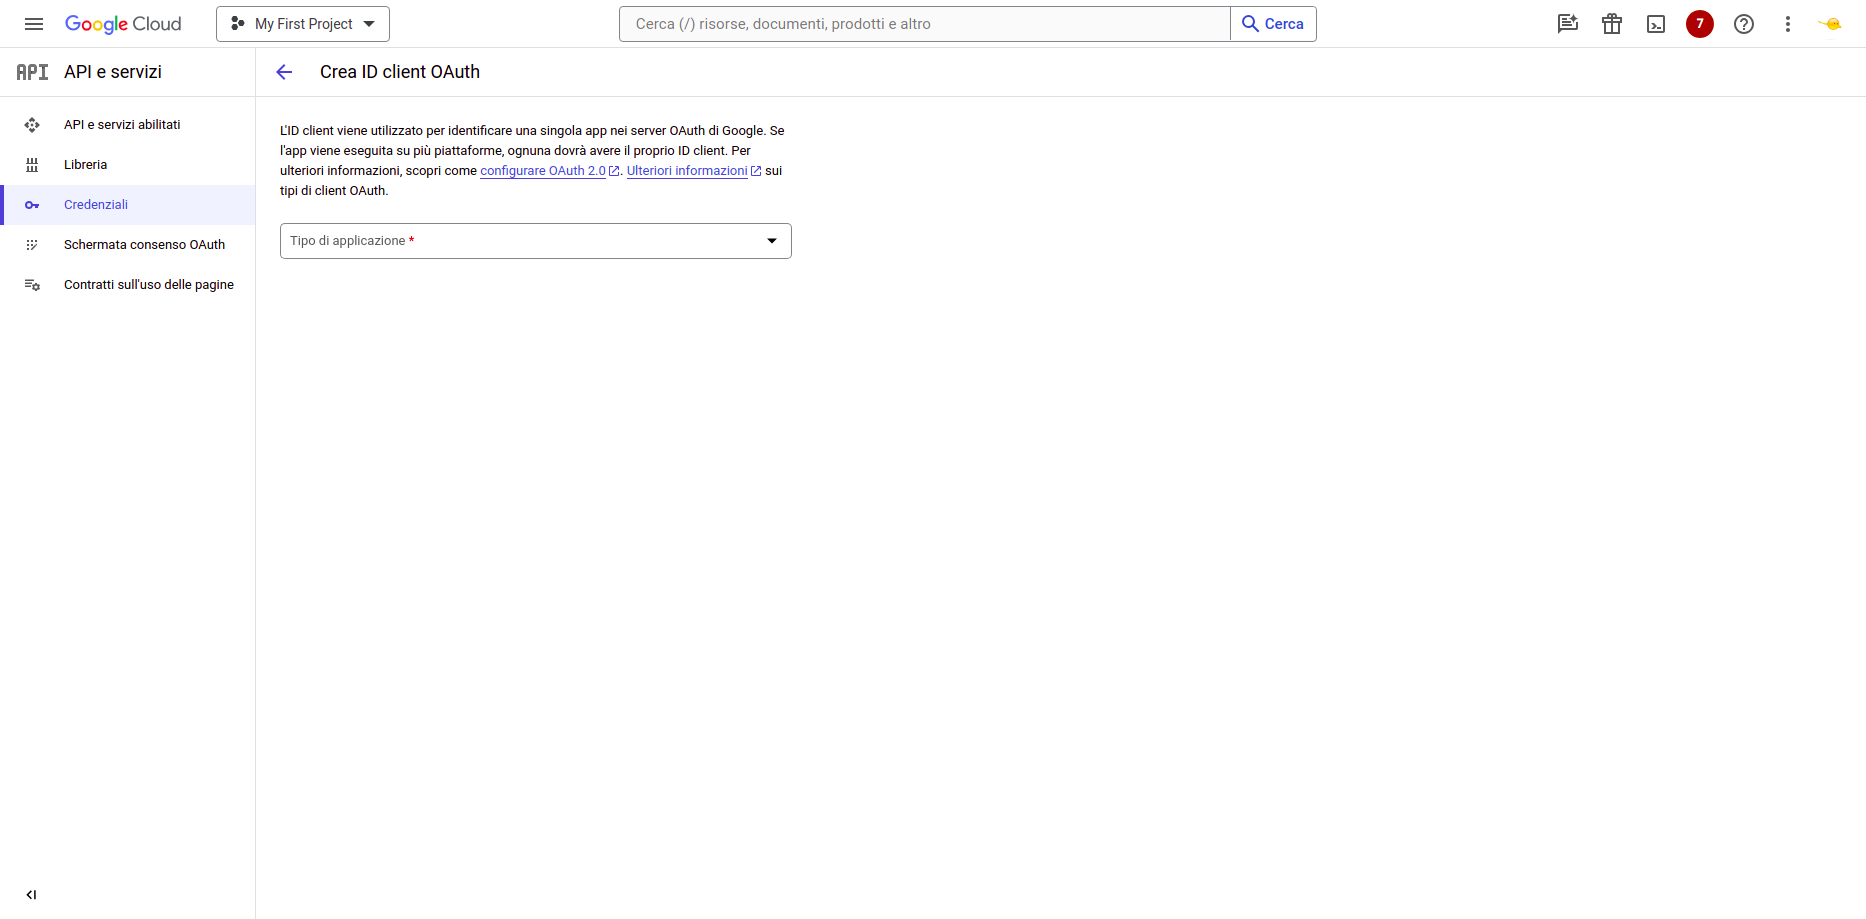 Google Cloud
My First Project
Cerca (/) risorse, documenti, prodotti e altro
Cerca
7
API
API e servizi
Crea ID client OAuth
API e servizi abilitati
Libreria
Credenziali
Schermata consenso OAuth
Contratti sull'uso delle pagine
L'ID client viene utilizzato per identificare una singola app nei server OAuth di Google. Se
l'app viene eseguita su più piattaforme, ognuna dovrà avere il proprio ID client. Per
ulteriori informazioni, scopri come configurare OAuth 2.0. Ulteriori informazioni sui
tipi di client OAuth.
Tipo di applicazione *